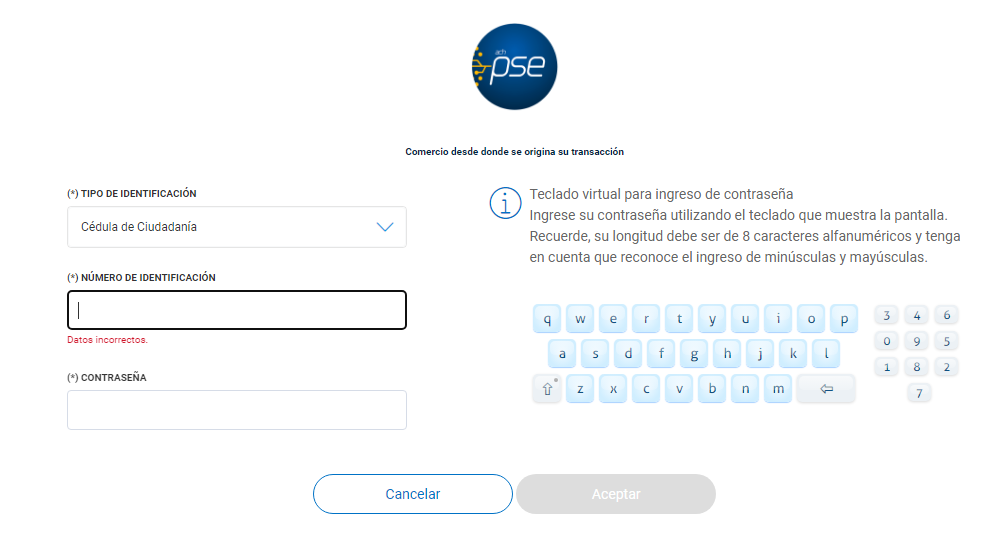 ach
pse
Comercio desde donde se origina su transacción
(*) TIPO DE IDENTIFICACIÓN
Cédula de Ciudadanía
(*) NÚMERO DE IDENTIFICACIÓN
Datos incorrectos.
(*) CONTRASEÑA
Teclado virtual para ingreso de contraseña
Ingrese su contraseña utilizando el teclado que muestra la pantalla.
Recuerde, su longitud debe ser de 8 caracteres alfanuméricos y tenga
en cuenta que reconoce el ingreso de minúsculas y mayúsculas.
q w e r t y u i o p
a s d f g h j k l
z x c v b n m
3 4 6
0 9 5
1 8 2
7
Cancelar
Aceptar